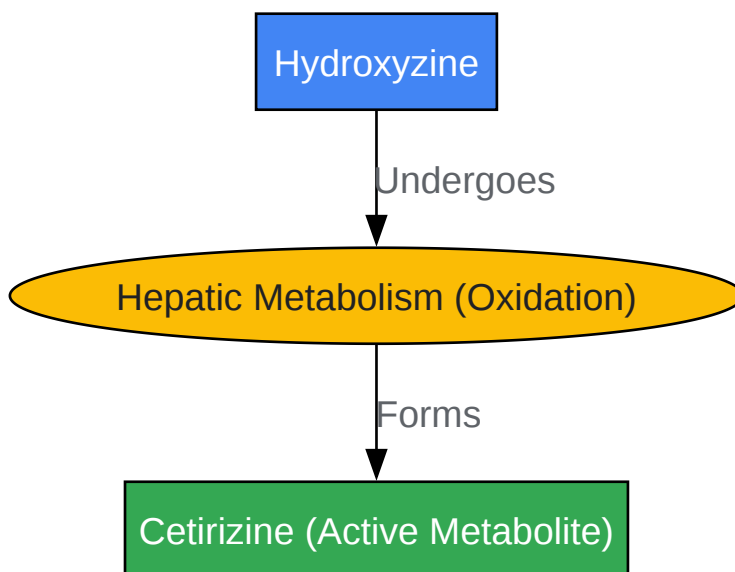 Hydroxyzine
Undergoes
Hepatic Metabolism (Oxidation)
Forms
Cetirizine (Active Metabolite)